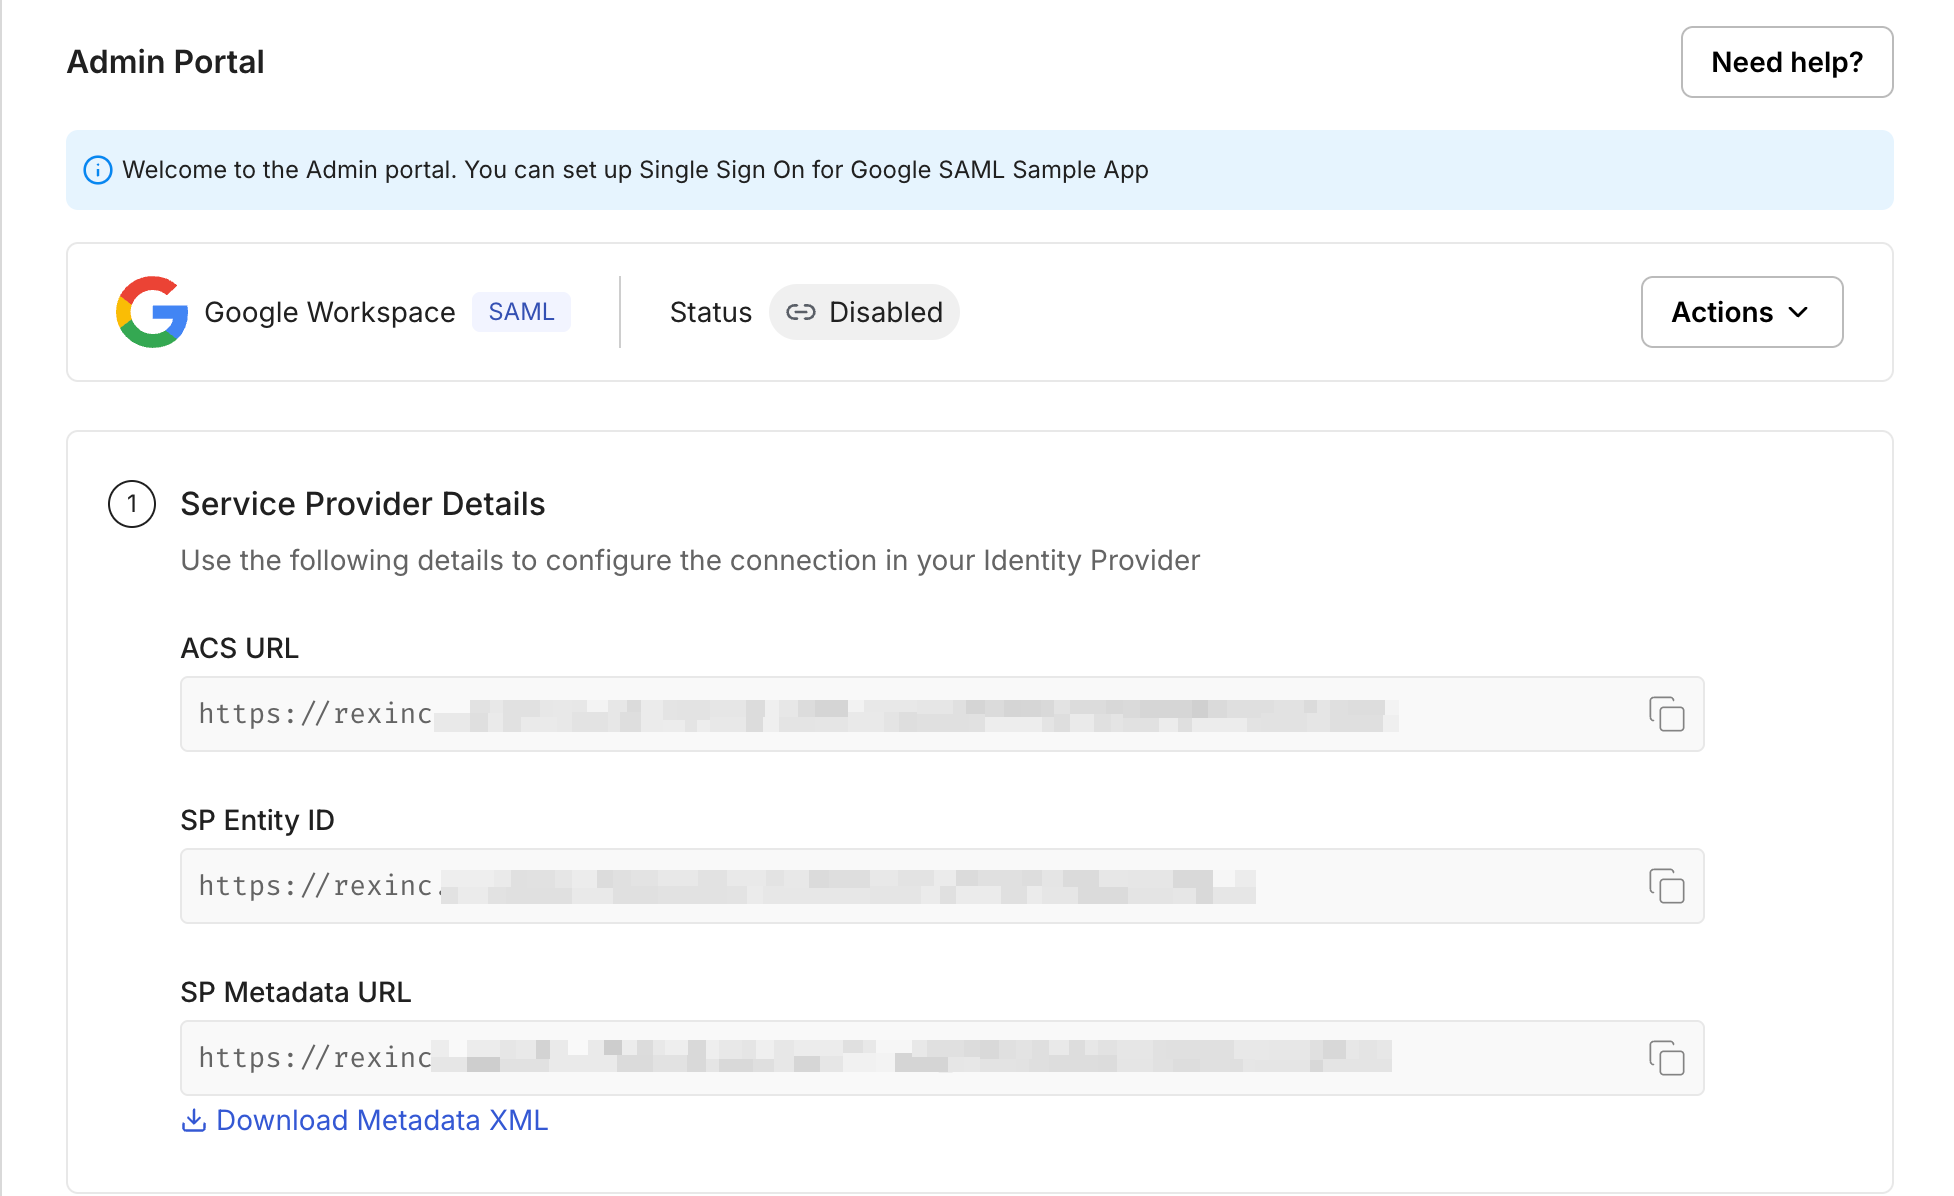 Admin Portal
Need help?
Welcome to the Admin portal. You can set up Single Sign On for Google SAML Sample App
Google Workspace SAML Status Disabled Actions
1 Service Provider Details
Use the following details to configure the connection in your Identity Provider
ACS URL
https://rexinc
SP Entity ID
https://rexinc.
SP Metadata URL
https://rexinc
Download Metadata XML